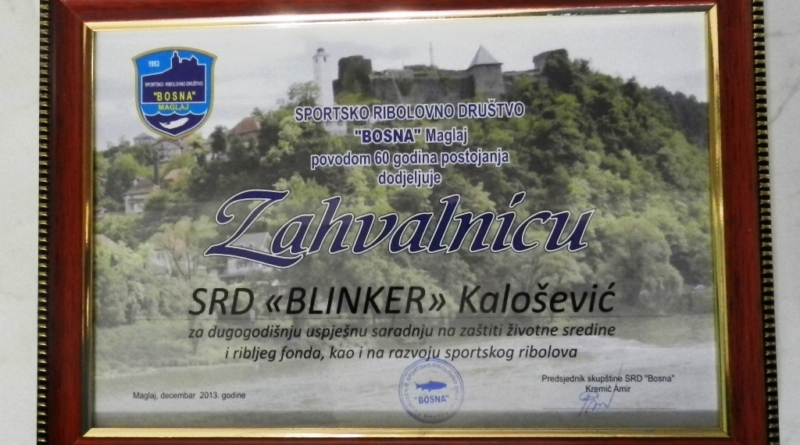 1953
SPORTSKO RIBOLOVNO DRUŠTVO
"BOSNA"
MAGLAJ
SPORTSKO RIBOLOVNO DRUŠTVO
"BOSNA" Maglaj
povodom 60 godina postojanja
dodjeljuje
Zahvalnicu
SRD «BLINKER» Kalošević
za dugogodišnju uspješnu saradnju na zaštiti životne sredine
i ribljeg fonda, kao i na razvoju sportskog ribolova
Maglaj, decembar 2013. godine
"BOSNA"
Predsjednik skupštine SRD "Bosna"
Kremić Amir